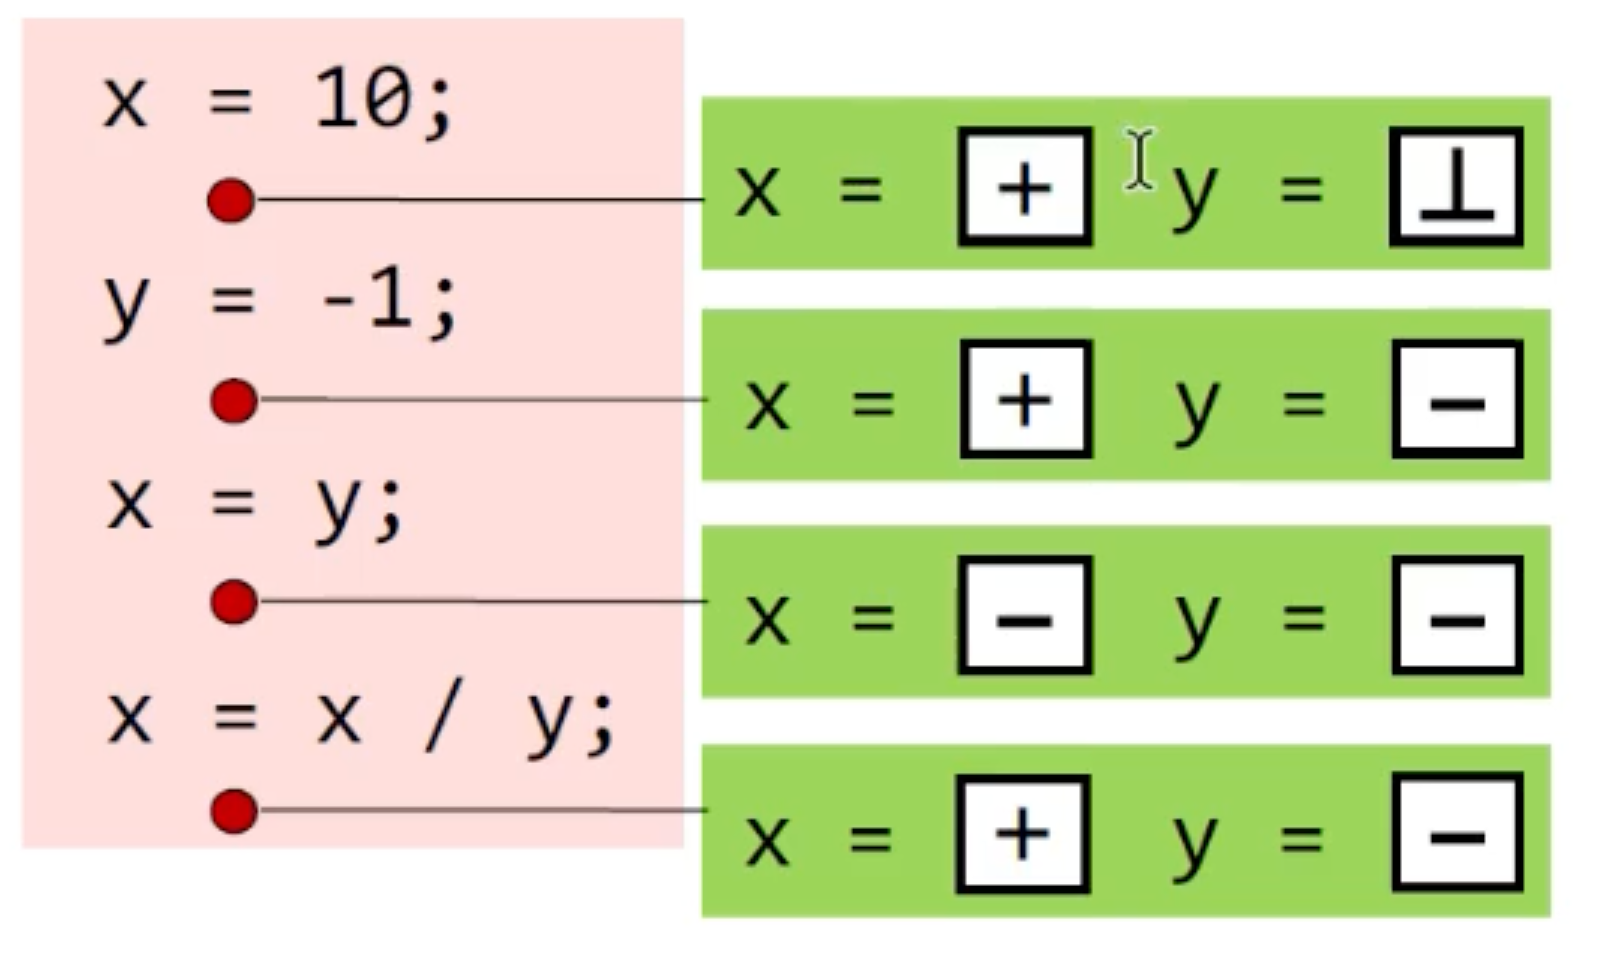 x = 10;
x = + y = ⊥
y = -1;
x = + y = −
x = y;
x = − y = −
x = x / y;
x = + y = −